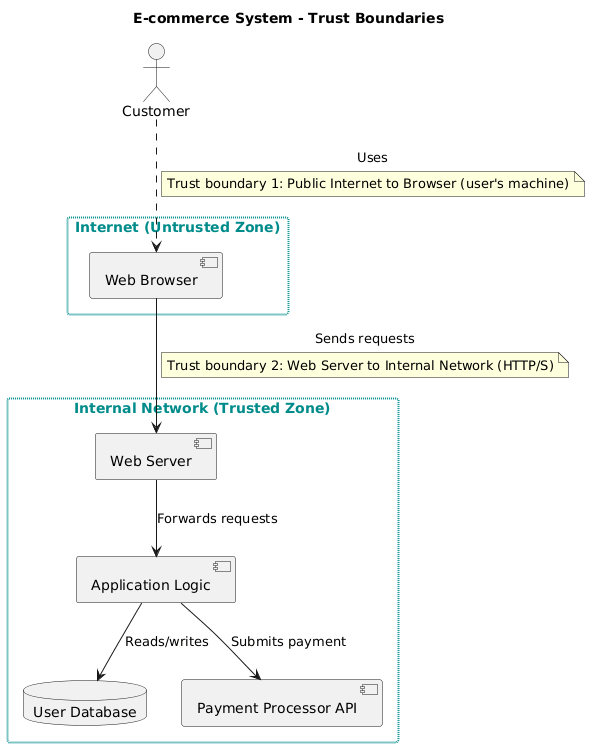 E-commerce System - Trust Boundaries
Customer
Uses
Trust boundary 1: Public Internet to Browser (user's machine)
Internet (Untrusted Zone)
Web Browser
Sends requests
Trust boundary 2: Web Server to Internal Network (HTTP/S)
Internal Network (Trusted Zone)
Web Server
Forwards requests
Application Logic
Reads/writes
Submits payment
User Database
Payment Processor API